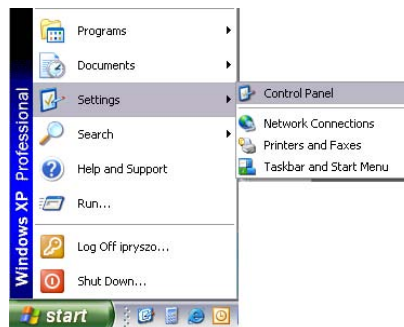 Programs
Documents
Settings
Search
Help and Support
Run...
Log Off ipryszo...
Shut Down...
Windows XP Professional
Control Panel
Network Connections
Printers and Faxes
Taskbar and Start Menu
start